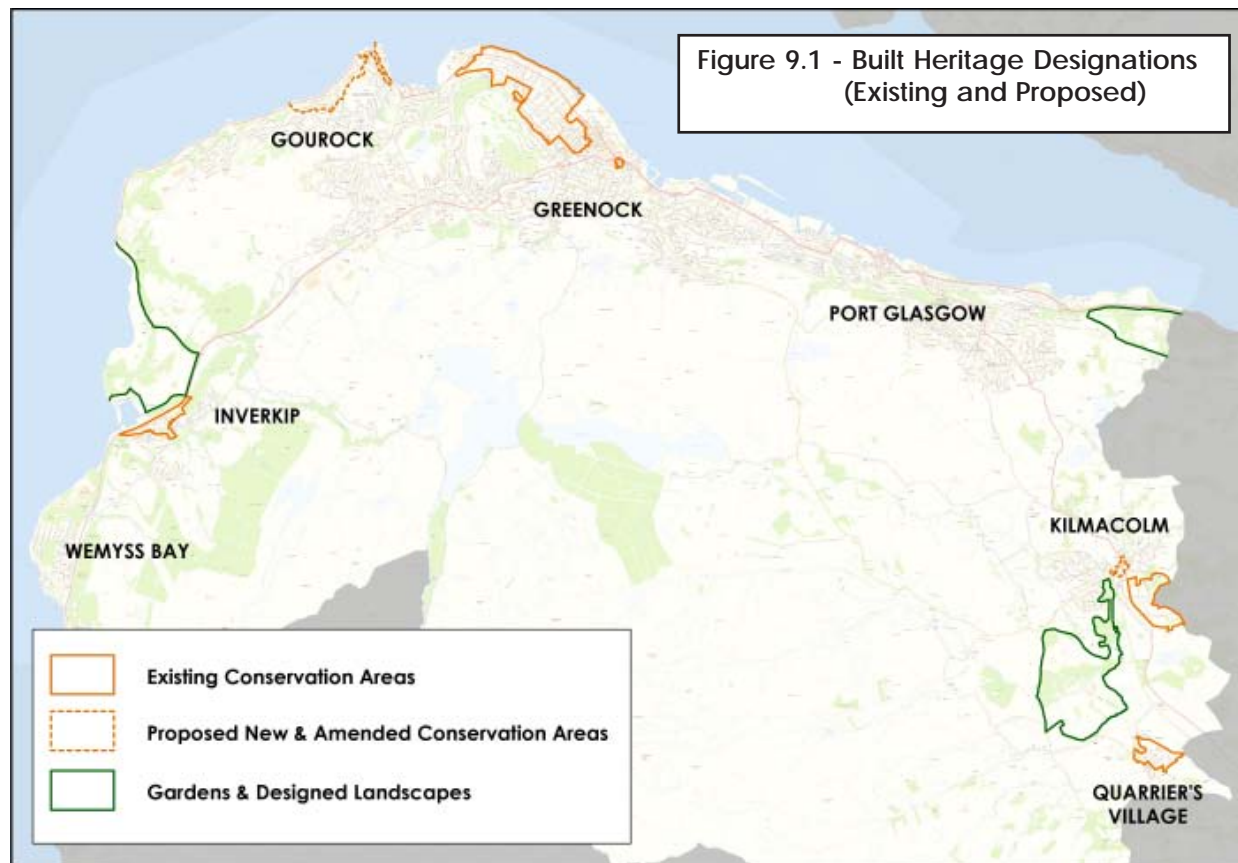 Figure 9.1 - Built Heritage Designations
(Existing and Proposed)
GOUROCK
GREENOCK
PORT GLASGOW
INVERKIP
KILMACOLM
WEMYSS BAY
Existing Conservation Areas
Proposed New & Amended Conservation Areas
Gardens & Designed Landscapes
QUARRIER'S
VILLAGE